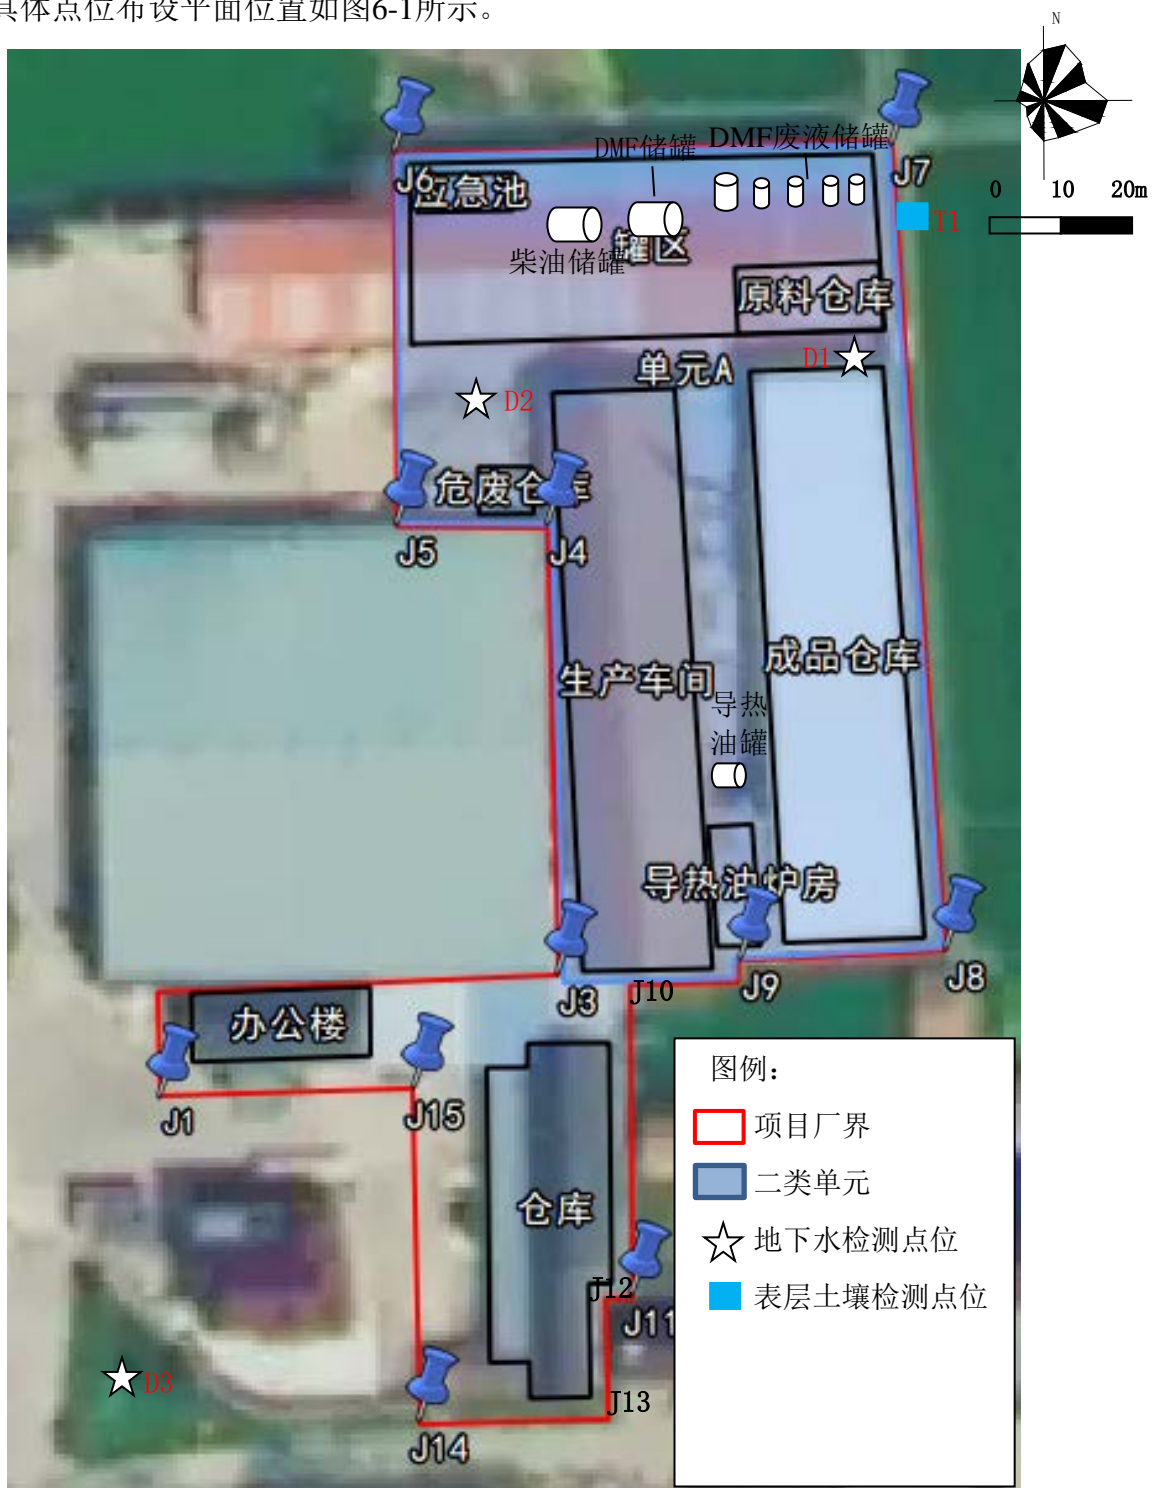 具体点位布设平面位置如图6-1所示。
N
0 10 20m
DMF储罐
DMF废液储罐
J6
应急池
J7
T1
柴油储罐
罐区
原料仓库
单元A
D1
D2
危废仓库
J5
J4
生产车间
成品仓库
导热
油罐
导热油炉房
J3
J10
J9
J8
办公楼
J1
J15
仓库
J12
J11
J13
J14
D3
图例：
项目厂界
二类单元
地下水检测点位
表层土壤检测点位